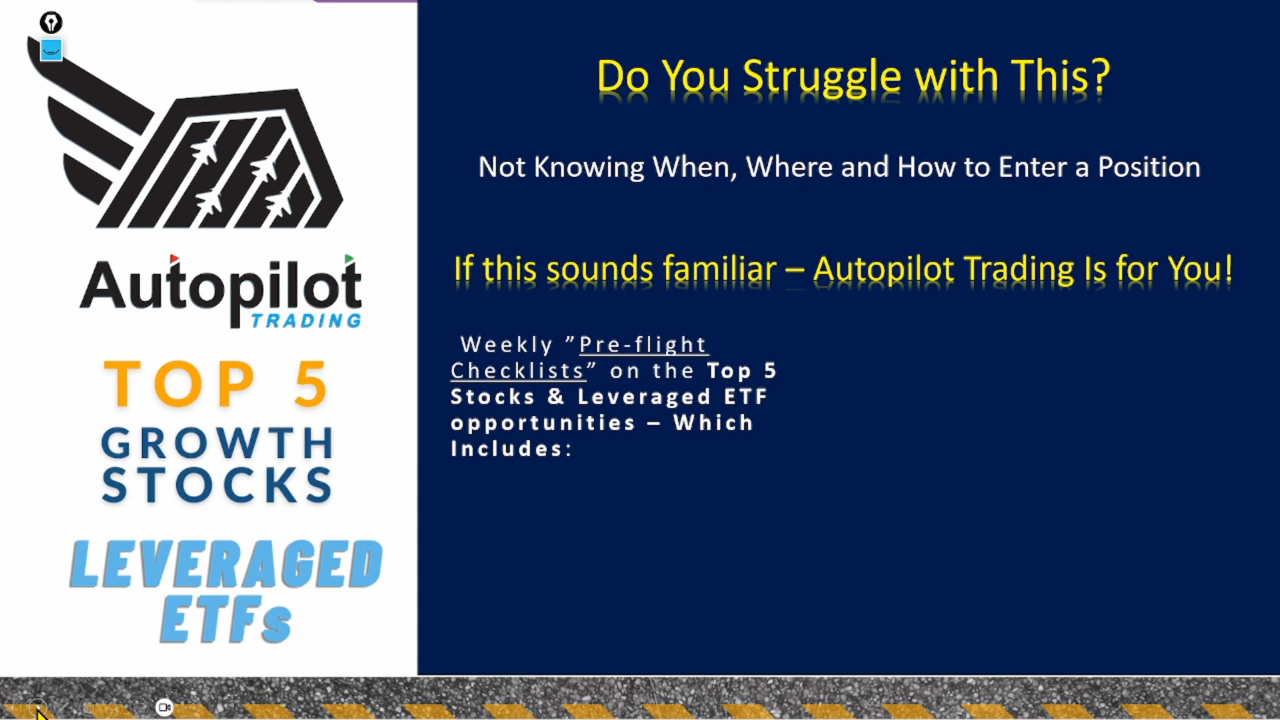 Autopilot
TRADING
TOP 5
GROWTH
STOCKS
LEVERAGED
ETFs
Do You Struggle with This?
Not Knowing When, Where and How to Enter a Position
If this sounds familiar – Autopilot Trading Is for You!
Weekly ”Pre-flight
Checklists” on the Top 5
Stocks & Leveraged ETF
opportunities – Which
Includes: